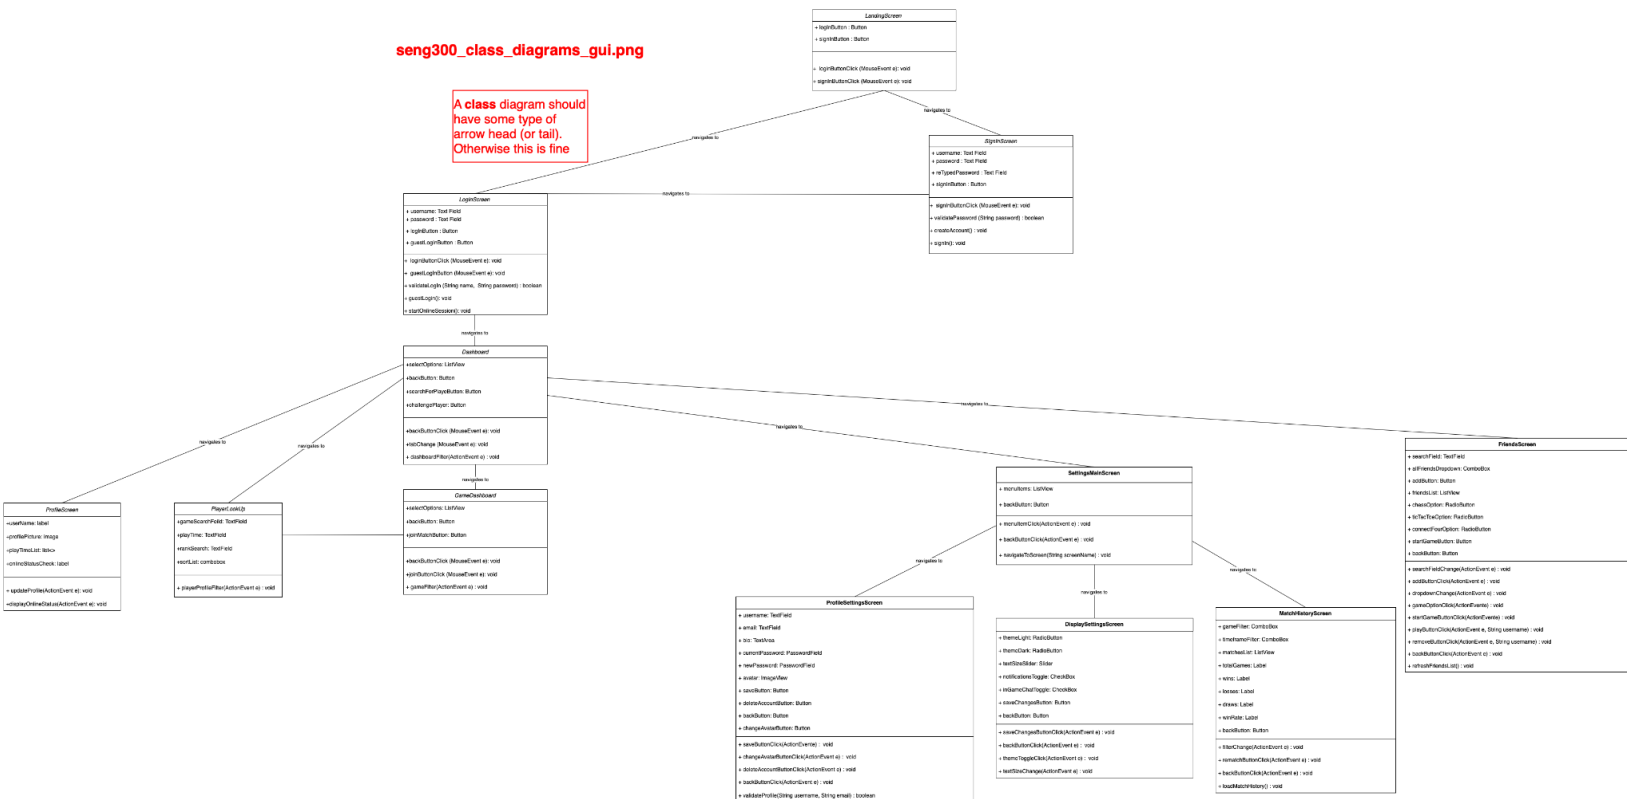 seng300_class_diagrams_gui.png
A class diagram should
have some type of
arrow head (or tail).
Otherwise this is fine
LandingScreen
+ loginButton : Button
+ signInButton : Button
+ loginButtonClick (MouseEvent e): void
+ signInButtonClick (MouseEvent e): void
navigates to
navigates to
SignInScreen
+ username: Text Field
+ password : Text Field
+ reTypedPassword : Text Field
+ signInButton : Button
+ signInButtonClick (MouseEvent e): void
+ validatePassword (String password) : boolean
+ createAccount() : void
+ signIn(): void
navigates to
LoginScreen
+ username: Text Field
+ password : Text Field
+ loginButton : Button
+ guestLoginButton : Button
+ loginButtonClick (MouseEvent e): void
+ guestLoginButton (MouseEvent e): void
+ validateLogin (String name, String password) : boolean
+ guestLogin(): void
+ startOnlineSession(): void
navigates to
Dashboard
+selectOptions: ListView
+backButton: Button
+searchForPlayeButton: Button
+challengePlayer: Button
+backButtonClick (MouseEvent e): void
+tabChange (MouseEvent e): void
+ dashboardFilter(ActionEvent e) : void
navigates to
navigates to
navigates to
navigates to
navigates to
ProfileScreen
+userName: label
+profilePicture: Image
+playTimeList: list<>
+onlineStatusCheck: label
+ updateProfile(ActionEvent e): void
+displayOnlineStatus(ActionEvent e): void
PlayerLookUp
+gameSearchFeild: TextField
+playTime: TextField
+rankSearch: TextField
+sortList: combobox
+ playerProfileFilter(ActionEvent e) : void
GameDashboard
+selectOptions: ListView
+backButton: Button
+joinMatchButton: Button
+backButtonClick (MouseEvent e): void
+joinButtonClick (MouseEvent e): void
+ gameFilter(ActionEvent e) : void
SettingsMainScreen
+ menuItems: ListView
+ backButton: Button
+ menuItemClick(ActionEvent e) : void
+ backButtonClick(ActionEvent e) : void
+ navigateToScreen(String screenName) : void
navigates to
navigates to
navigates to
FriendsScreen
+ searchField: TextField
+ allFriendsDropdown: ComboBox
+ addButton: Button
+ friendsList: ListView
+ chessOption: RadioButton
+ ticTacToeOption: RadioButton
+ connectFourOption: RadioButton
+ startGameButton: Button
+ backButton: Button
+ searchFieldChange(ActionEvent e) : void
+ addButtonClick(ActionEvent e) : void
+ dropdownChange(ActionEvent e) : void
+ gameOptionClick(ActionEvente) : void
+ startGameButtonClick(ActionEvente) : void
+ playButtonClick(ActionEvent e, String username) : void
+ removeButtonClick(ActionEvent e, String username) : void
+ backButtonClick(ActionEvent e) : void
+ refreshFriendsList() : void
ProfileSettingsScreen
+ username: TextField
+ email: TextField
+ bio: TextArea
+ currentPassword: PasswordField
+ newPassword: PasswordField
+ avatar: ImageView
+ saveButton: Button
+ deleteAccountButton: Button
+ backButton: Button
+ changeAvatarButton: Button
+ saveButtonClick(ActionEvente) : void
+ changeAvatarButtonClick(ActionEvent e) : void
+ deleteAccountButtonClick(ActionEvent e) : void
+ backButtonClick(ActionEvent e) : void
+ validateProfile(String username, String email) : boolean
DisplaySettingsScreen
+ themeLight: RadioButton
+ themeDark: RadioButton
+ textSizeSlider: Slider
+ notificationsToggle: CheckBox
+ inGameChatToggle: CheckBox
+ saveChangesButton: Button
+ backButton: Button
+ saveChangesButtonClick(ActionEvent e) : void
+ backButtonClick(ActionEvent e) : void
+ themeToggleClick(ActionEvent e) : void
+ textSizeChange(ActionEvent e) : void
MatchHistoryScreen
+ gameFilter: ComboBox
+ timeframeFilter: ComboBox
+ matchesList: ListView
+ totalGames: Label
+ wins: Label
+ losses: Label
+ draws: Label
+ winRate: Label
+ backButton: Button
+ filterChange(ActionEvent e) : void
+ rematchButtonClick(ActionEvent e) : void
+ backButtonClick(ActionEvent e) : void
+ loadMatchHistory() : void